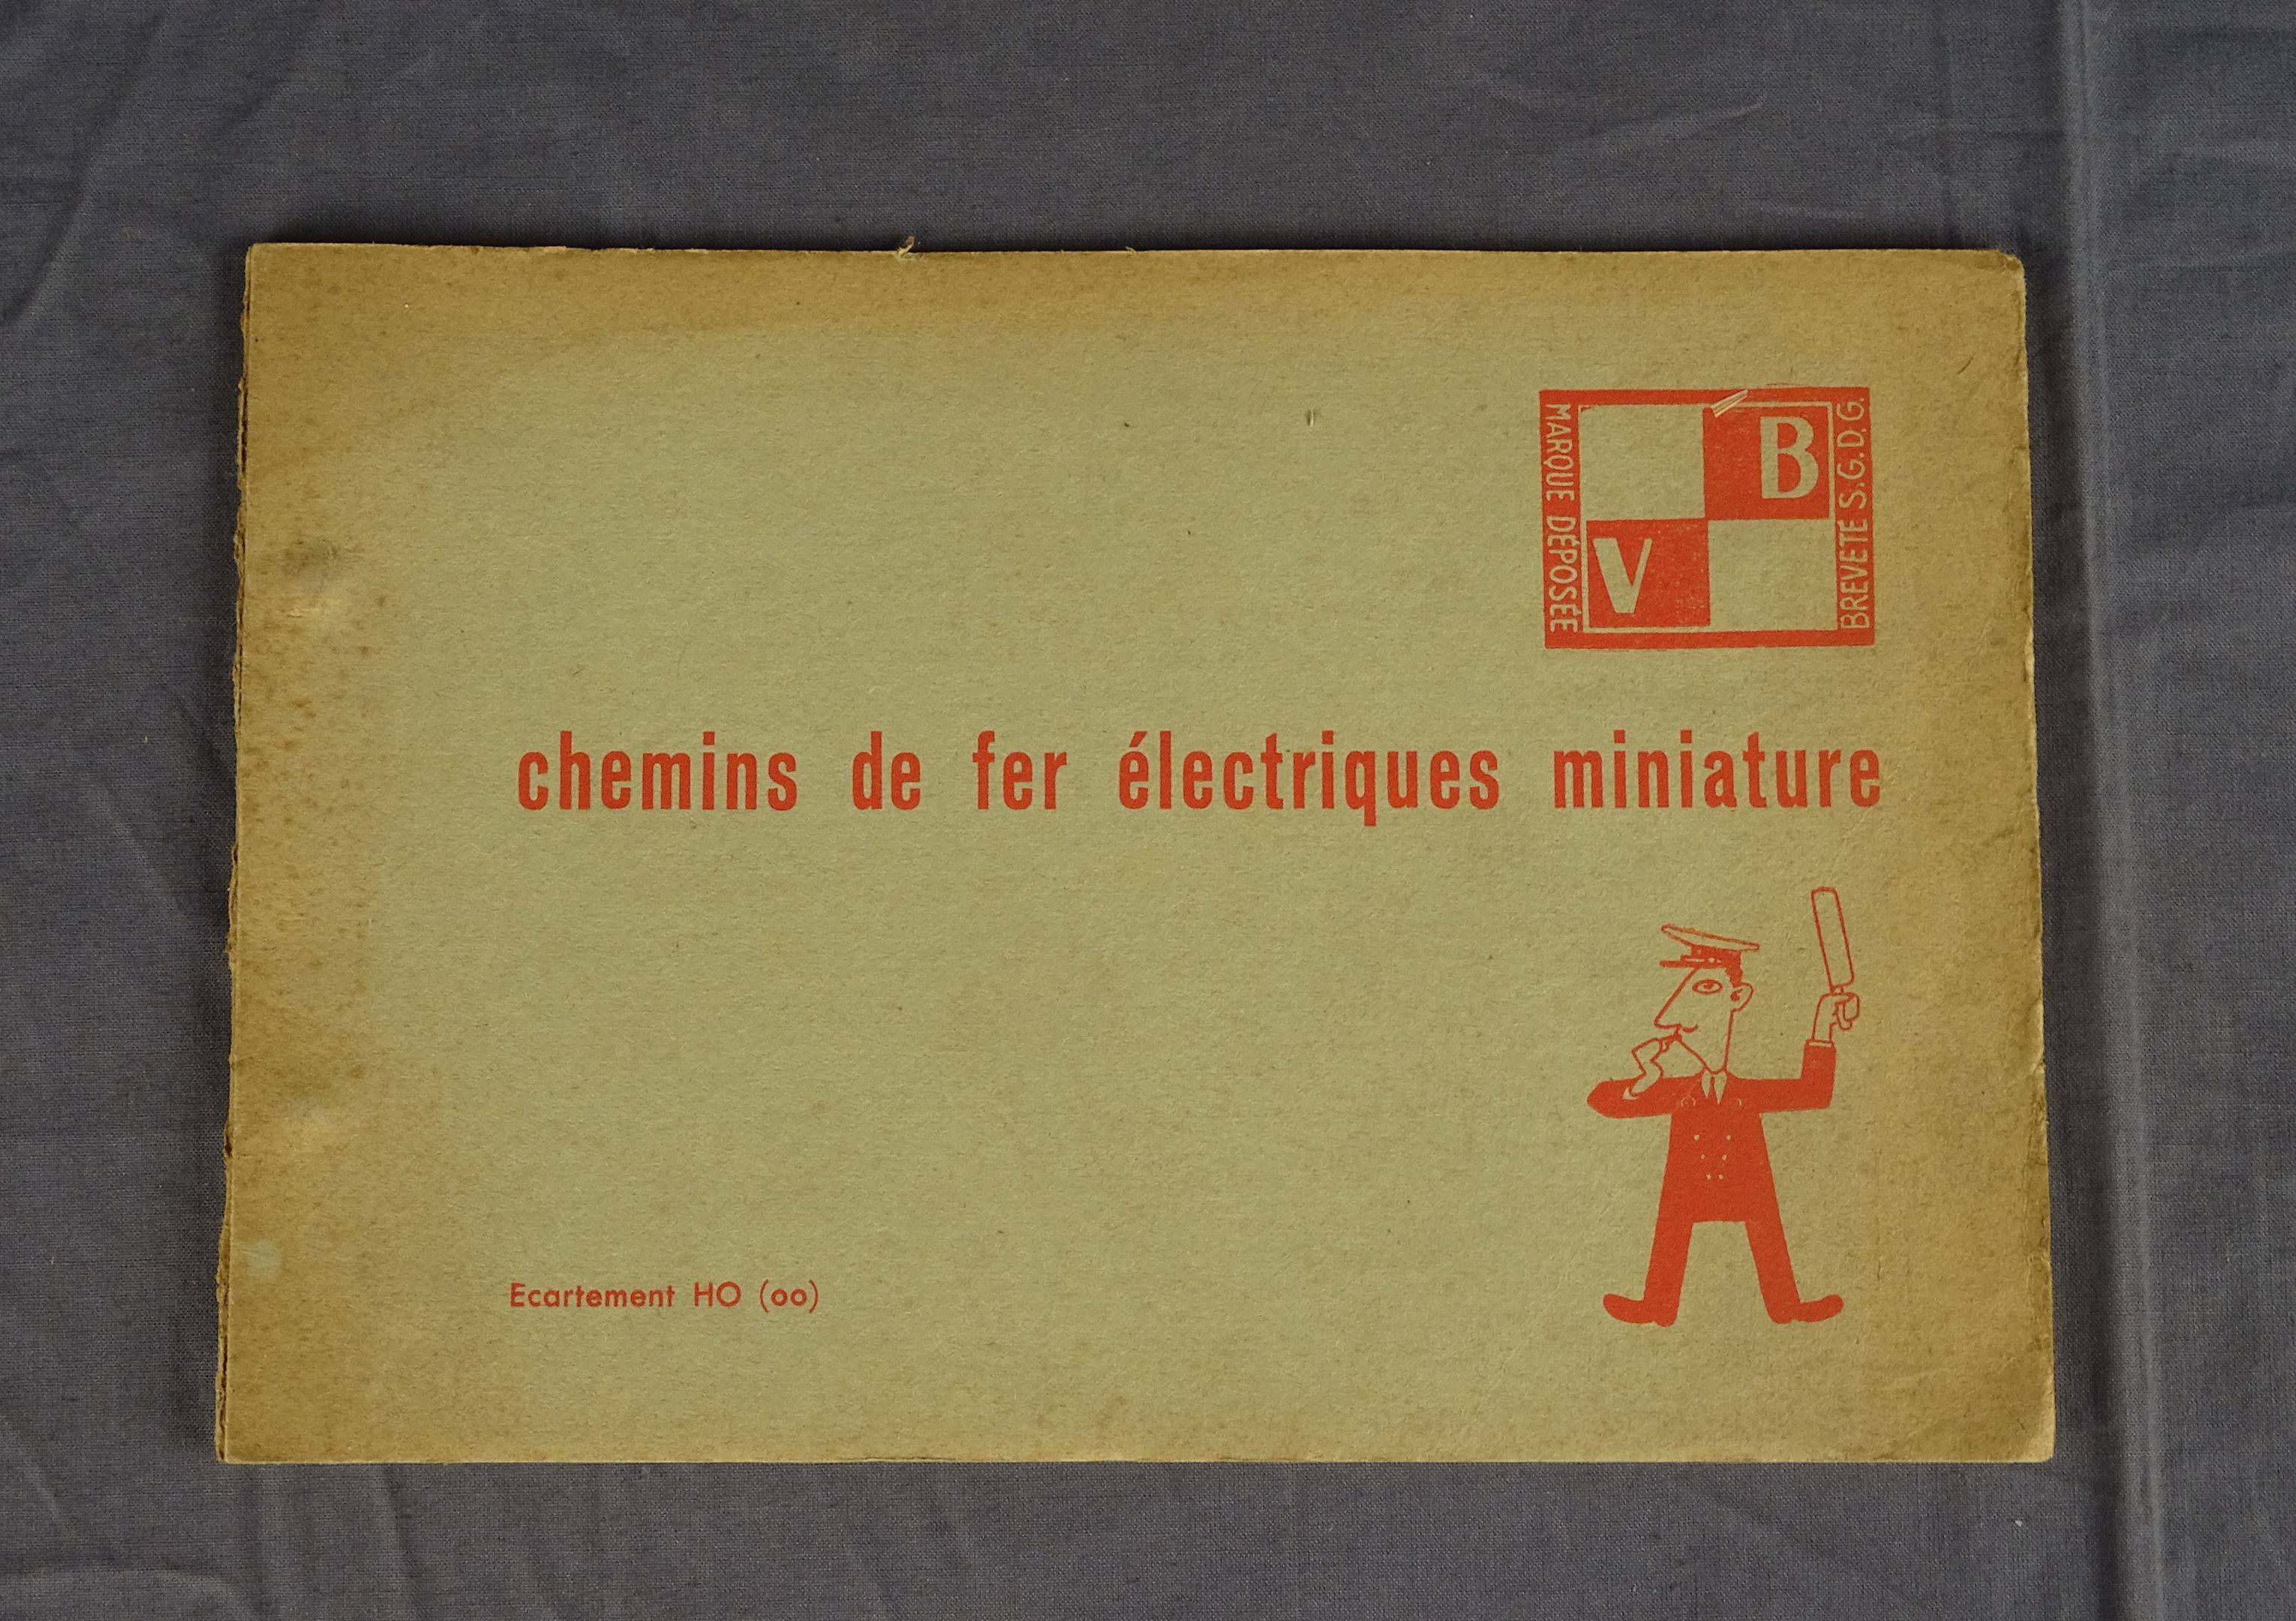 MARQUE DÉPOSÉE
V
B
BREVETÉ S.G.D.G.
chemins de fer électriques miniature
Ecartement HO (oo)